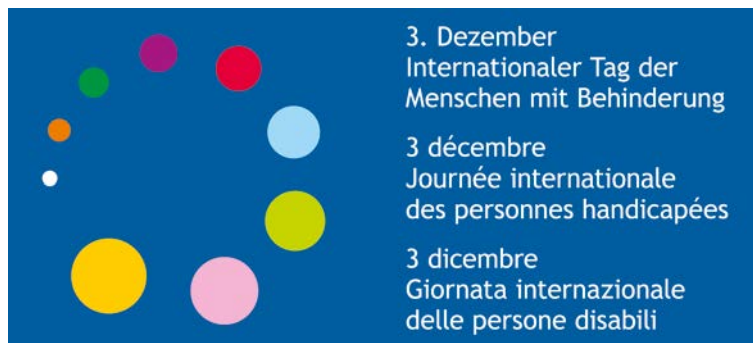 3. Dezember
Internationaler Tag der
Menschen mit Behinderung
3 décembre
Journée internationale
des personnes handicapées
3 dicembre
Giornata internazionale
delle persone disabili